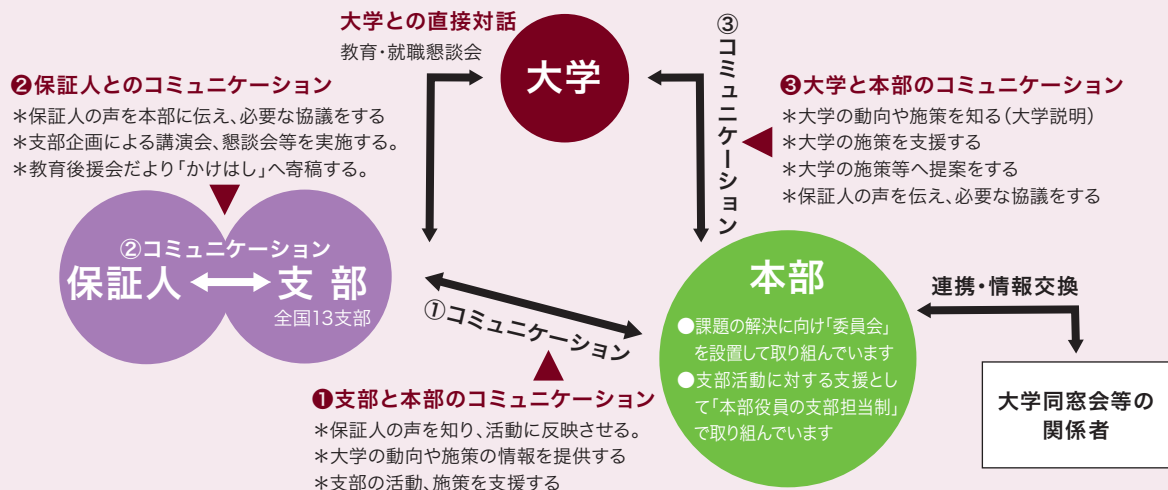 大学との直接対話
教育・就職懇談会
大学
③コミュニケーション
❷保証人とのコミュニケーション
＊保証人の声を本部に伝え、必要な協議をする
＊支部企画による講演会、懇談会等を実施する。
＊教育後援会だより「かけはし」へ寄稿する。
❸大学と本部のコミュニケーション
＊大学の動向や施策を知る（大学説明）
＊大学の施策を支援する
＊大学の施策等へ提案をする
＊保証人の声を伝え、必要な協議をする
②コミュニケーション
保証人 支部
全国13支部
①コミュニケーション
本部
●課題の解決に向け「委員会」
を設置して取り組んでいます
●支部活動に対する支援とし
て「本部役員の支部担当制」
で取り組んでいます
連携・情報交換
大学同窓会等の
関係者
❶支部と本部のコミュニケーション
＊保証人の声を知り、活動に反映させる。
＊大学の動向や施策の情報を提供する
＊支部の活動、施策を支援する